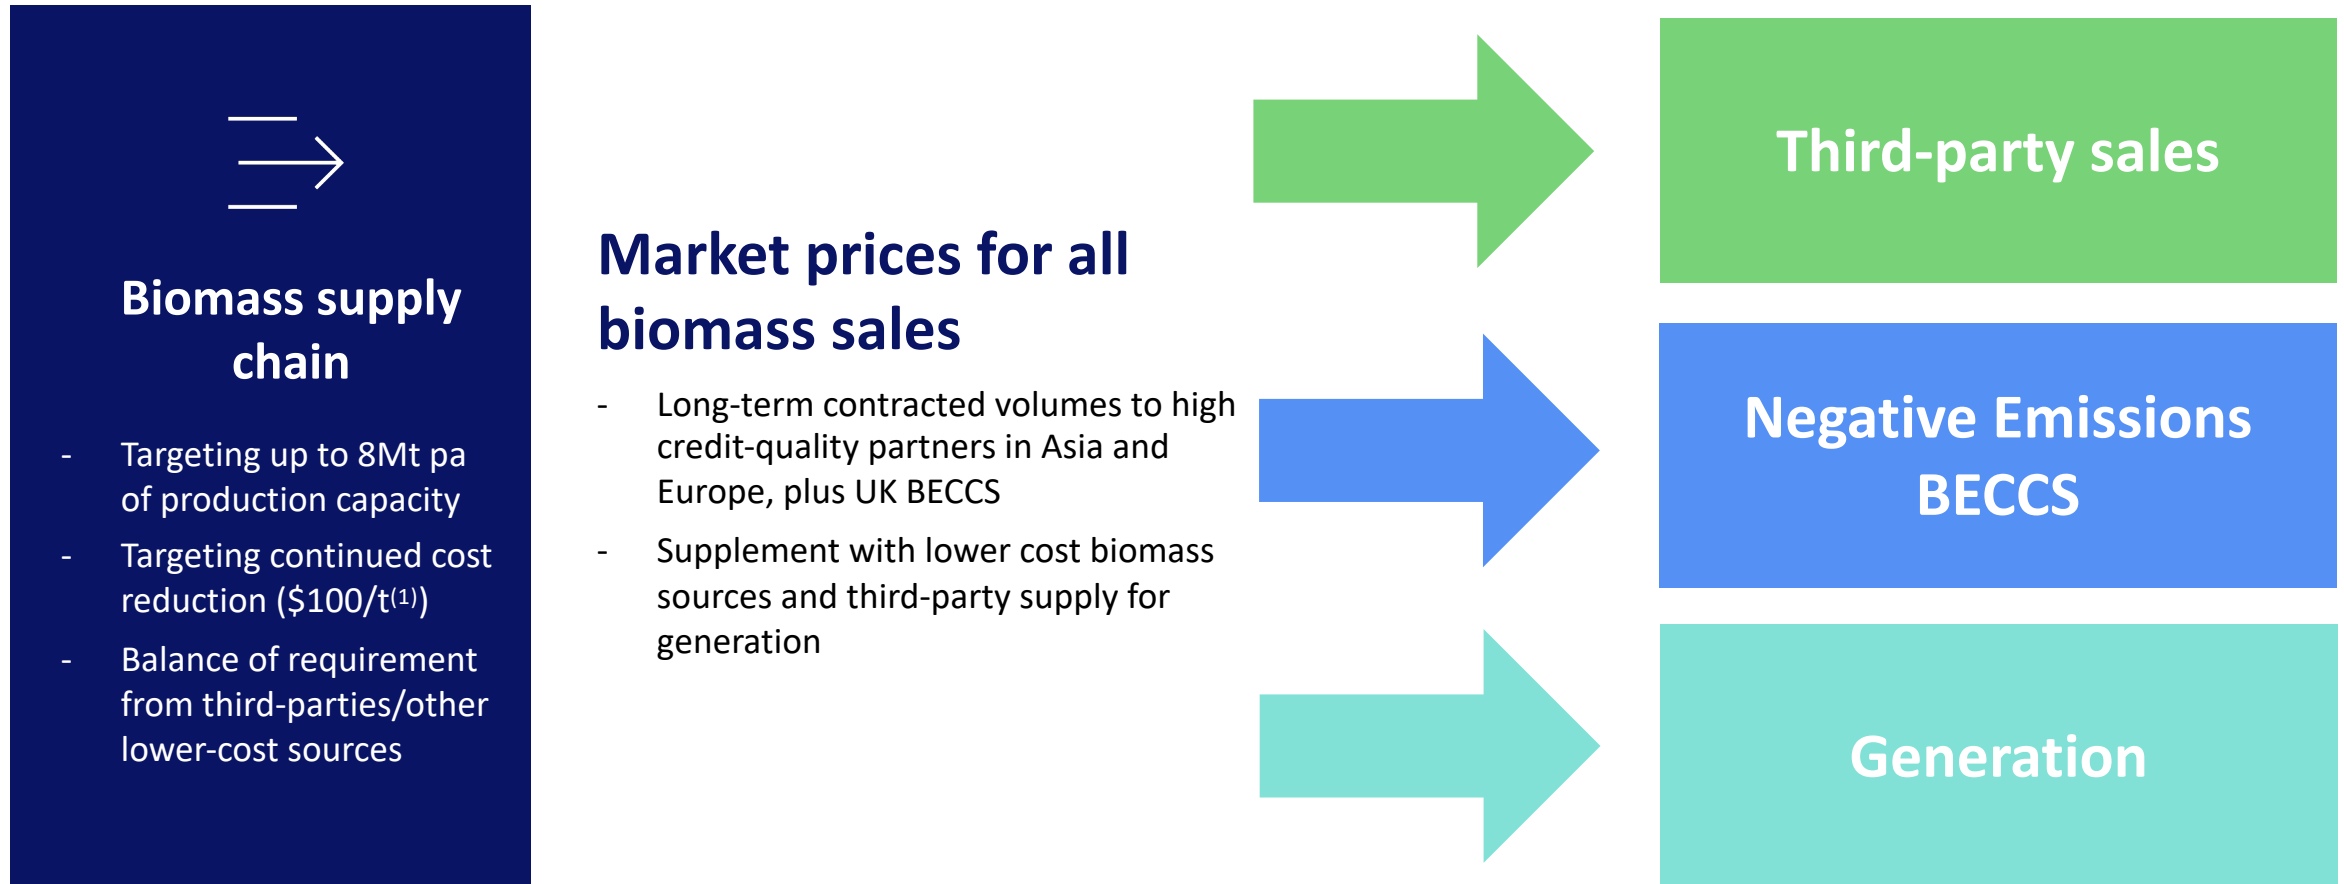 Biomass supply
chain
- Targeting up to 8Mt pa
of production capacity
- Targeting continued cost
reduction ($100/t(1))
- Balance of requirement
from third-parties/other
lower-cost sources
Market prices for all
biomass sales
- Long-term contracted volumes to high
credit-quality partners in Asia and
Europe, plus UK BECCS
- Supplement with lower cost biomass
sources and third-party supply for
generation
Third-party sales
Negative Emissions
BECCS
Generation